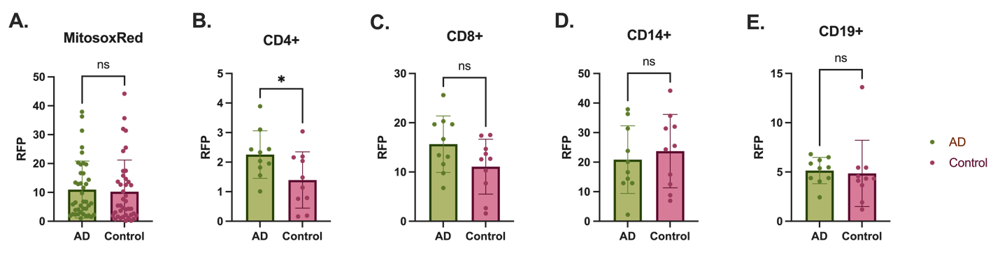 A.
MitosoxRed
ns
RFP
50
40
30
20
10
0
AD Control
B.
CD4+
*
RFP
5
4
3
2
1
0
AD Control
C.
CD8+
ns
RFP
30
20
10
0
AD Control
D.
CD14+
ns
RFP
50
40
30
20
10
0
AD Control
E.
CD19+
ns
RFP
15
10
5
0
AD Control
AD
Control